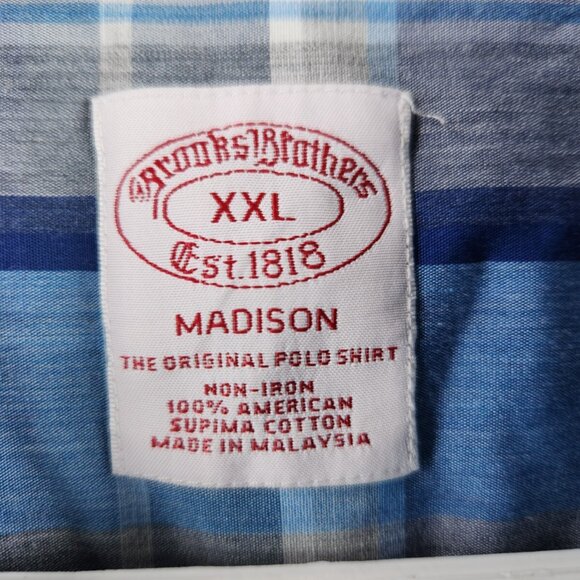 Brooks Brothers
XXL
Est. 1818
MADISON
THE ORIGINAL POLO SHIRT
NON-IRON
100% AMERICAN
SUPIMA COTTON
MADE IN MALAYSIA